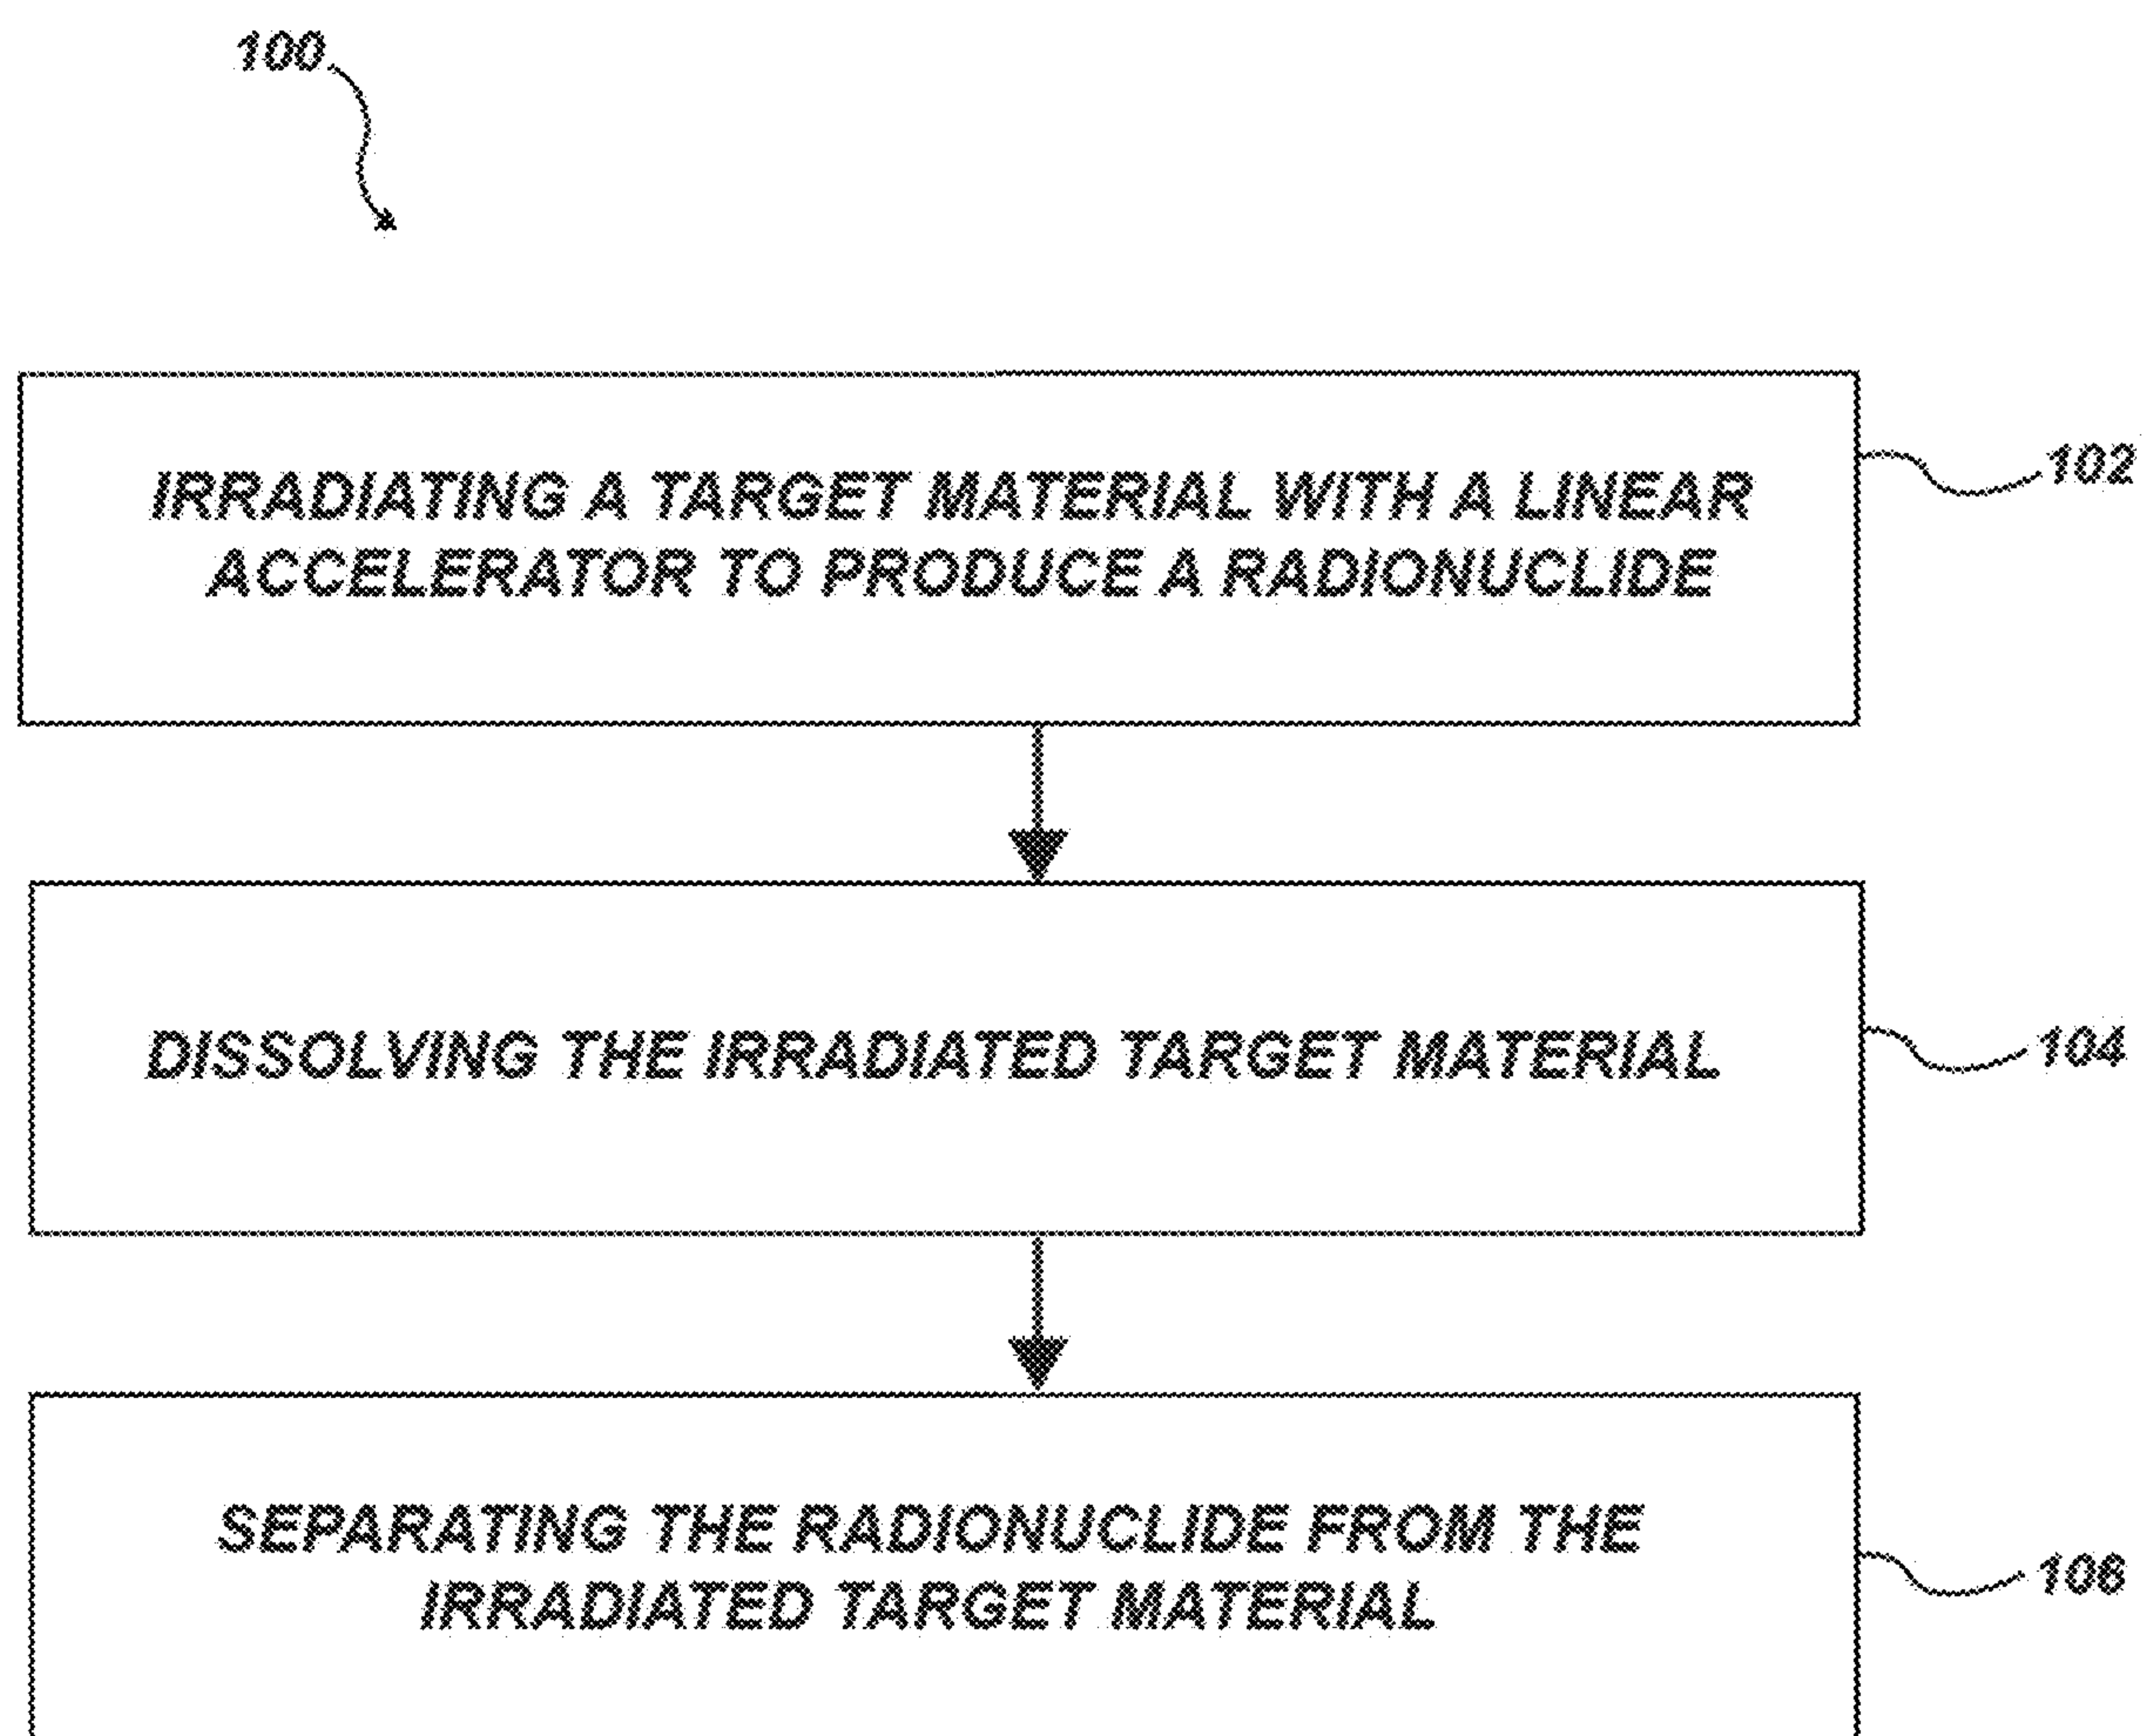 100
IRRADIATING A TARGET MATERIAL WITH A LINEAR
ACCELERATOR TO PRODUCE A RADIONUCLIDE
102
DISSOLVING THE IRRADIATED TARGET MATERIAL
104
SEPARATING THE RADIONUCLIDE FROM THE
IRRADIATED TARGET MATERIAL
106